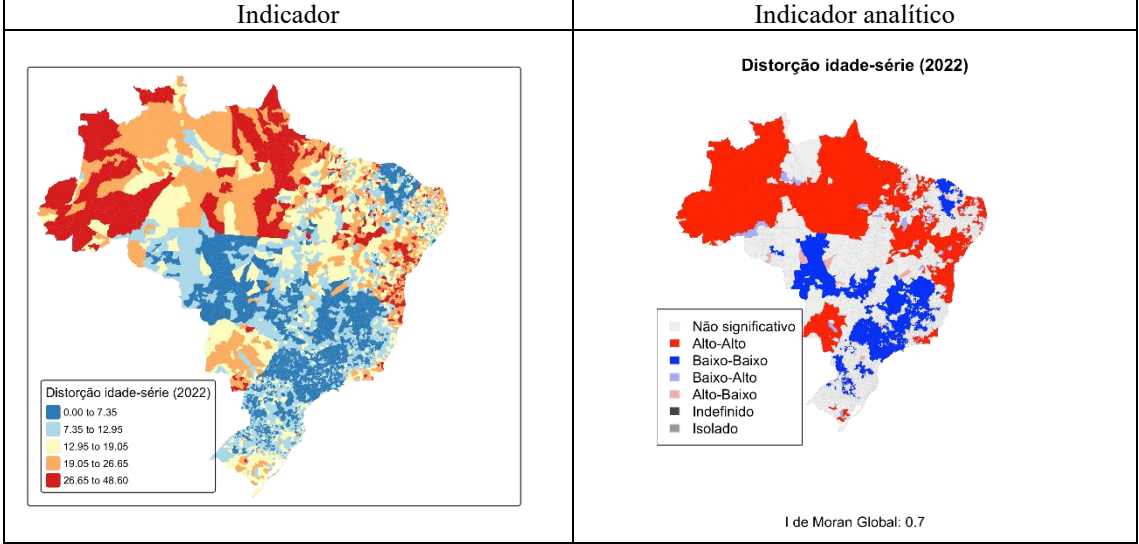 Indicador
Indicador analítico
Distorção idade-série (2022)
0.00 to 7.35
7.35 to 12.95
12.95 to 19.05
19.05 to 26.65
26.65 to 48.60
Distorção idade-série (2022)
Não significativo
Alto-Alto
Baixo-Baixo
Baixo-Alto
Alto-Baixo
Indefinido
Isolado
I de Moran Global: 0.7